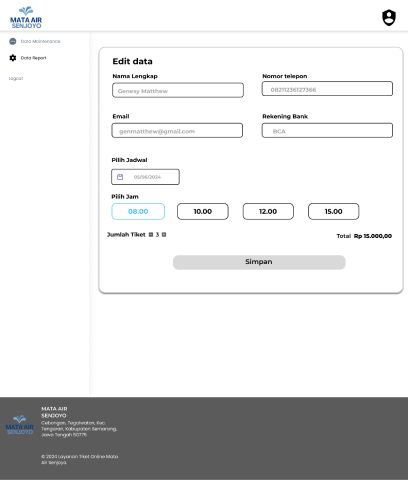 MATA AIR
SENJOYO
Data Maintenance
Data Report
Logout
Edit data
Nama Lengkap
Nomor telepon
Genesy Matthew
08211236127366
Email
Rekening Bank
genmatthew@gmail.com
BCA
Pilih Jadwal
05/06/2024
Pilih Jam
08.00
10.00
12.00
15.00
Jumlah Tiket 3
Total Rp 15.000,00
Simpan
MATA AIR
SENJOYO
MATA AIR
SENJOYO
Cebongan, Tegalwaton, Kec.
Tengaran, Kabupaten Semarang,
Jawa Tengah 50775
© 2024 Layanan Tiket Online Mata
Air Senjoyo.